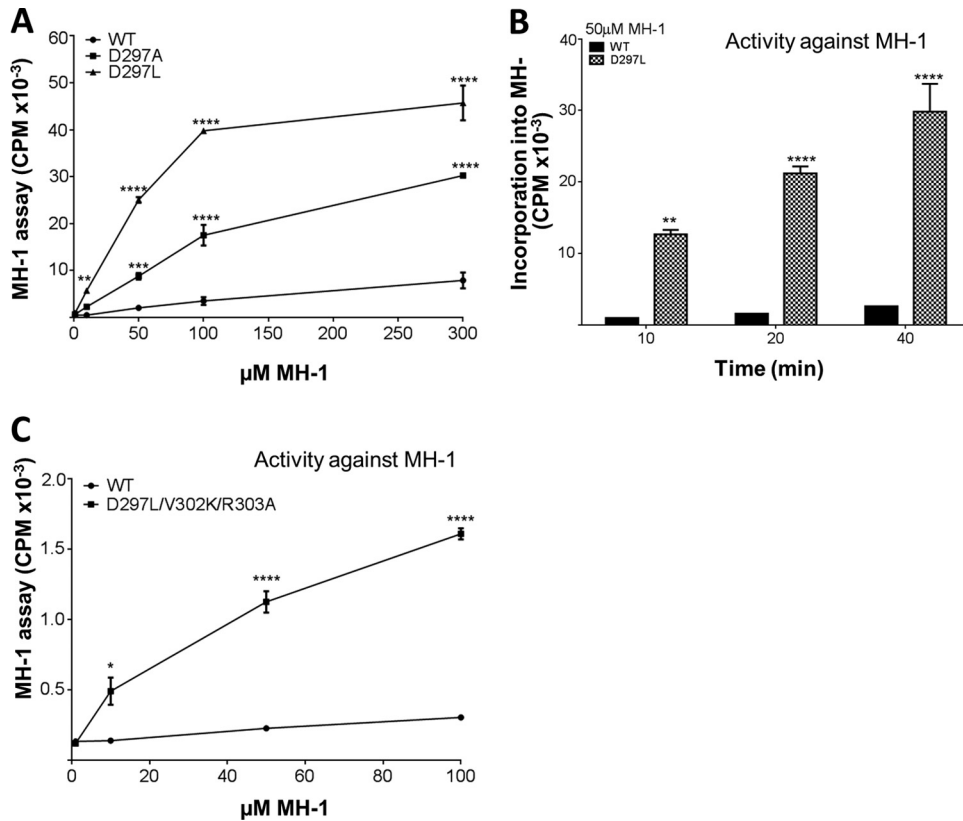 A
WT
D297A
D297L
MH-1 assay (CPM x10⁻³)
60
50
40
30
20
10
0
50
100
150
200
250
300
**
****
***
****
****
****
****
µM MH-1
B
50µM MH-1
WT
D297L
Activity against MH-1
Incorporation into MH-
(CPM x10⁻³)
40
30
20
10
**
****
****
10
20
40
Time (min)
C
Activity against MH-1
WT
D297L/V302K/R303A
MH-1 assay (CPM x10⁻³)
2.0
1.5
1.0
0.5
*
****
****
0
20
40
60
80
100
µM MH-1